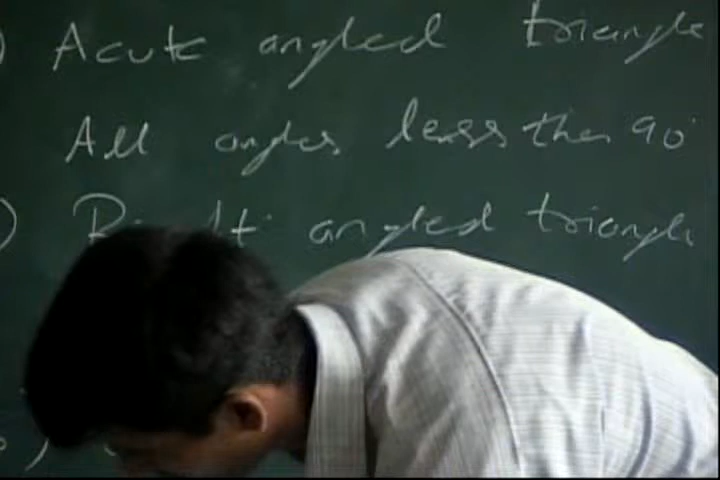 ) Acute angled triangle
All angles less then 90°
) Right angled triangle